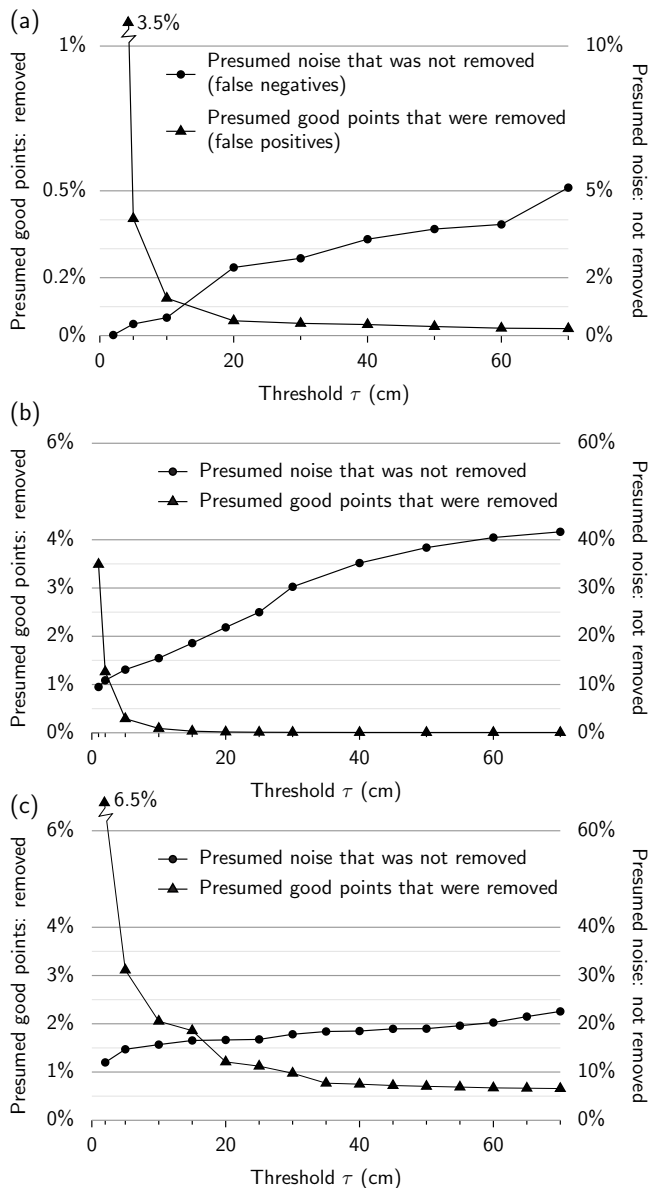 (a)
3.5%
1%
10%
Presumed noise that was not removed
(false negatives)
Presumed good points that were removed
(false positives)
0.5%
5%
0.2%
2%
0%
0%
Presumed good points: removed
Presumed noise: not removed
0 20 40 60
Threshold τ (cm)
(b)
6%
60%
Presumed noise that was not removed
Presumed good points that were removed
4%
40%
3%
30%
2%
20%
1%
10%
0%
0%
Presumed good points: removed
Presumed noise: not removed
0 20 40 60
Threshold τ (cm)
(c)
6.5%
6%
60%
Presumed noise that was not removed
Presumed good points that were removed
4%
40%
3%
30%
2%
20%
1%
10%
0%
0%
Presumed good points: removed
Presumed noise: not removed
0 20 40 60
Threshold τ (cm)